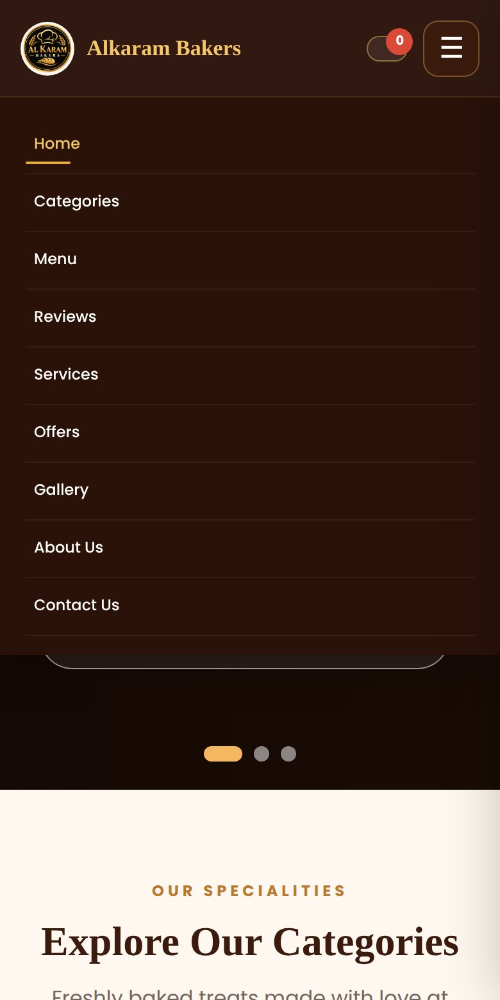 AL KARAM
BAKERS
Alkaram Bakers
0
Home
Categories
Menu
Reviews
Services
Offers
Gallery
About Us
Contact Us
OUR SPECIALITIES
Explore Our Categories
Freshly baked treats made with love at